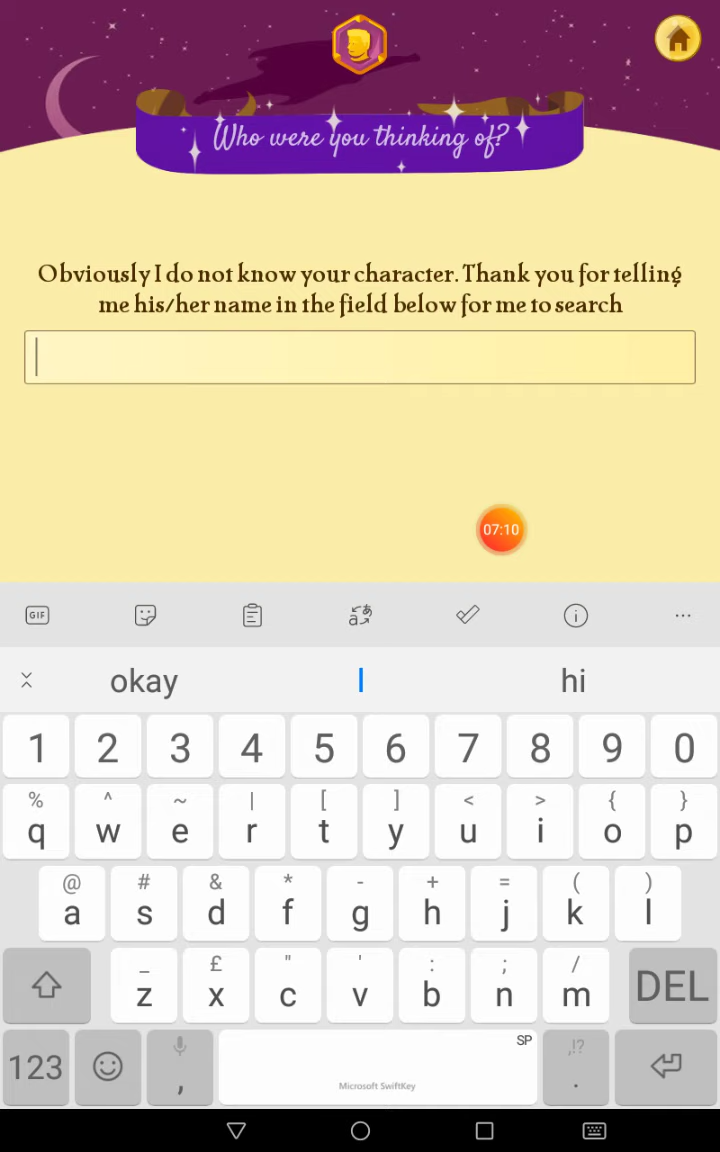 Who were you thinking of?
Obviously I do not know your character. Thank you for telling
me his/her name in the field below for me to search
07:10
GIF
okay I hi
1 2 3 4 5 6 7 8 9 0
% ^ ~ | [ ] < > { }
q w e r t y u i o p
@ # & * - + = ( )
a s d f g h j k l
_ £ " ' : ; /
z x c v b n m DEL
SP
,!?
123 , .
Microsoft SwiftKey